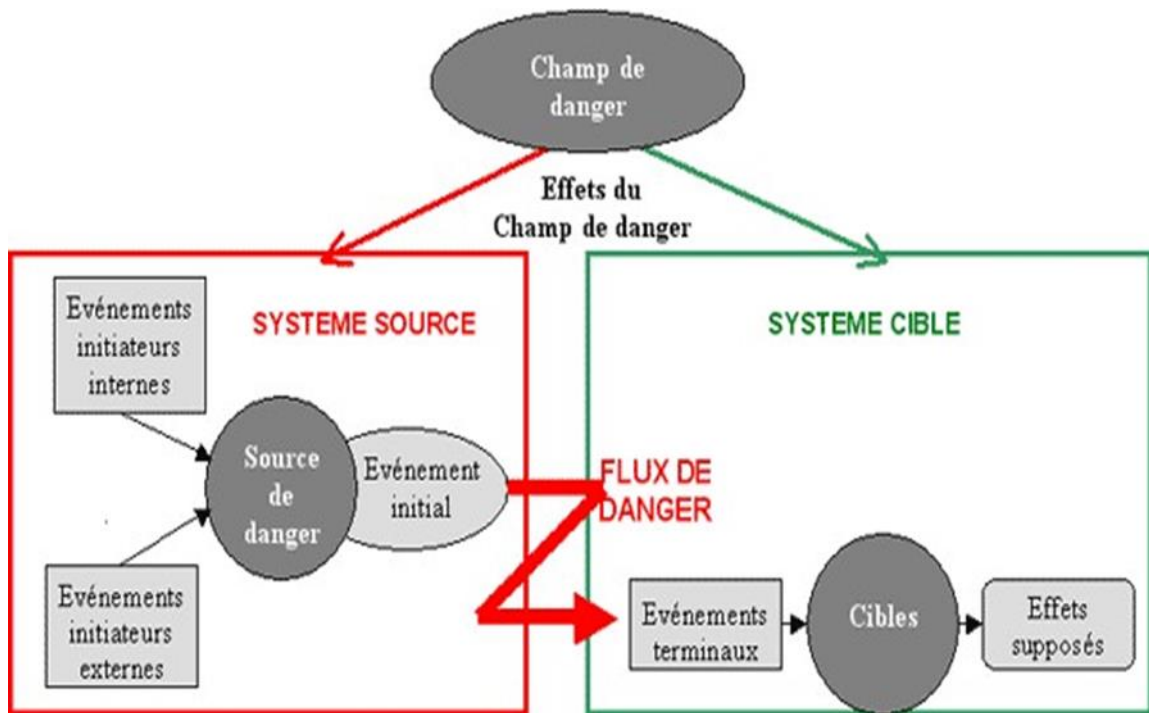 Champ de
danger
Effets du
Champ de danger
SYSTEME SOURCE
Evénements
initiateurs
internes
Source
de
danger
Evénement
initial
Evénements
initiateurs
externes
FLUX DE
DANGER
SYSTEME CIBLE
Evénements
terminaux
Cibles
Effets
supposés